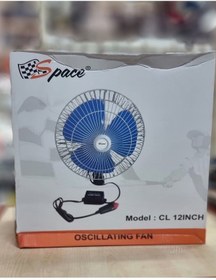 Space®
Model : CL 12INCH
OSCILLATING FAN